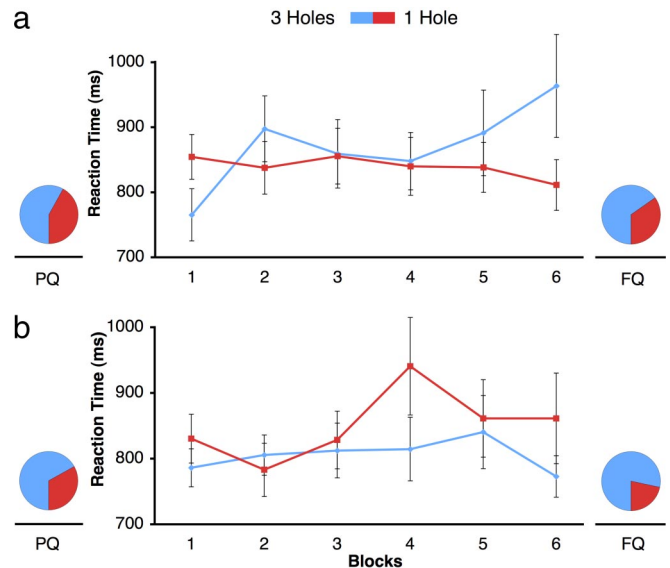 a
3 Holes 1 Hole
Reaction Time (ms)
1000
900
800
700
1 2 3 4 5 6
PQ
FQ
b
Reaction Time (ms)
1000
900
800
700
1 2 3 4 5 6
Blocks
PQ
FQ